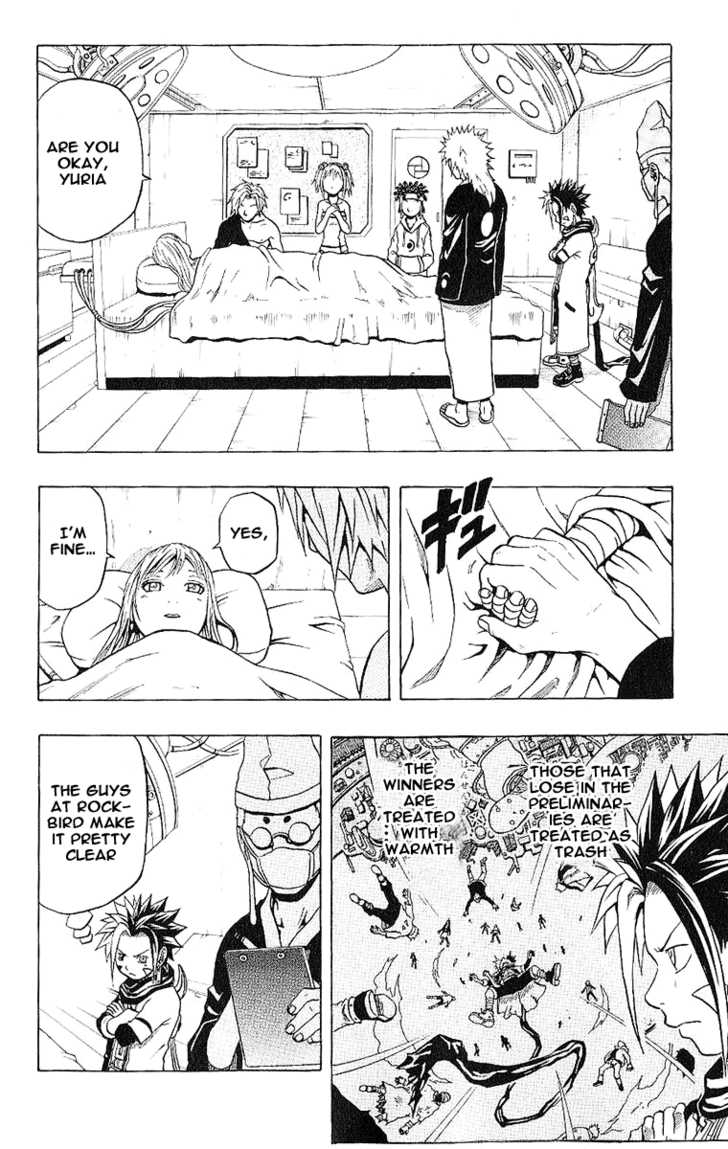 ARE YOU
OKAY,
YURIA
ギュ
YES,
I'M
FINE...
THOSE THAT
LOSE IN THE
PRELIMINAR-
IES ARE
TREATED AS
TRASH
THE
WINNERS
ARE
TREATED
WITH
WARMTH
THE GUYS
AT ROCK-
BIRD MAKE
IT PRETTY
CLEAR